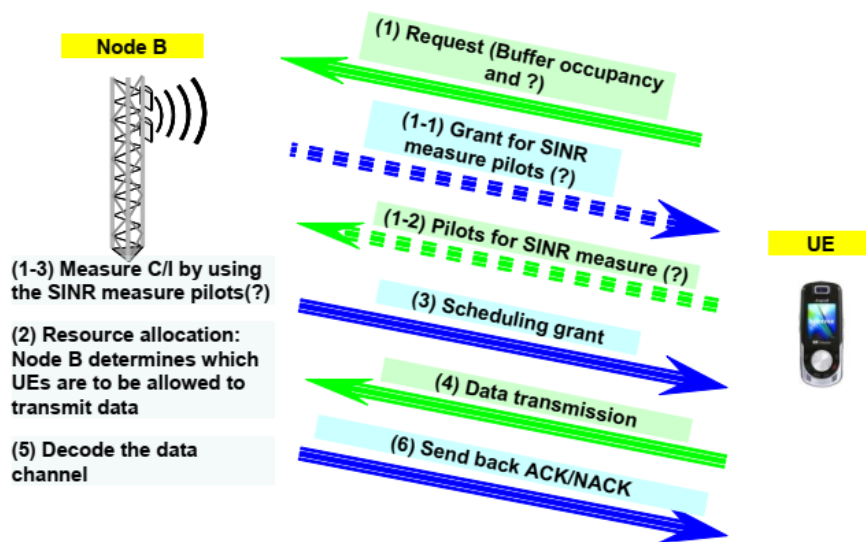 Node B
(1) Request (Buffer occupancy
and ?)
(1-1) Grant for SINR
measure pilots (?)
(1-2) Pilots for SINR measure (?)
UE
(1-3) Measure C/I by using
the SINR measure pilots(?)
(3) Scheduling grant
(2) Resource allocation:
Node B determines which
UEs are to be allowed to
transmit data
(4) Data transmission
(5) Decode the data
channel
(6) Send back ACK/NACK